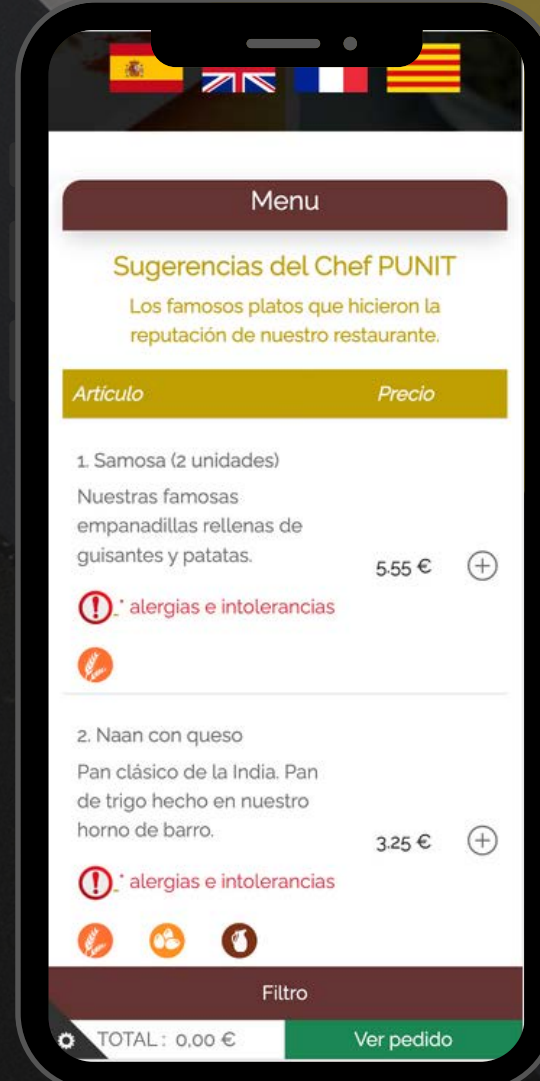 Menu
Sugerencias del Chef PUNIT
Los famosos platos que hicieron la
reputación de nuestro restaurante.
Artículo Precio
1. Samosa (2 unidades)
Nuestras famosas
empanadillas rellenas de
guisantes y patatas.
5.55 €
* alergias e intolerancias
2. Naan con queso
Pan clásico de la India. Pan
de trigo hecho en nuestro
horno de barro.
3.25 €
* alergias e intolerancias
Filtro
TOTAL : 0,00 € Ver pedido